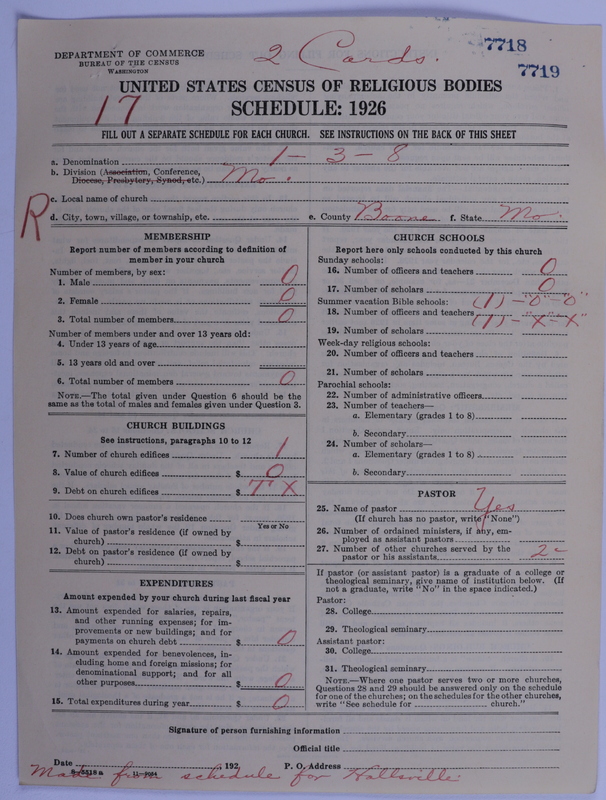 DEPARTMENT OF COMMERCE
BUREAU OF THE CENSUS
WASHINGTON
2 Cards.
7718
7719
UNITED STATES CENSUS OF RELIGIOUS BODIES
17
SCHEDULE: 1926
FILL OUT A SEPARATE SCHEDULE FOR EACH CHURCH. SEE INSTRUCTIONS ON THE BACK OF THIS SHEET
a. Denomination 1 – 3 – 8
b. Division (Association, Conference, Diocese, Presbytery, Synod, etc.) Mo.
R
c. Local name of church
d. City, town, village, or township, etc. e. County Boone f. State Mo.
MEMBERSHIP
Report number of members according to definition of
member in your church
Number of members, by sex:
1. Male 0
2. Female 0
3. Total number of members 0
Number of members under and over 13 years old:
4. Under 13 years of age
5. 13 years old and over
6. Total number of members 0
NOTE.—The total given under Question 6 should be the
same as the total of males and females given under Question 3.
CHURCH BUILDINGS
See instructions, paragraphs 10 to 12
7. Number of church edifices 1
8. Value of church edifices $ 0
9. Debt on church edifices $ TX
10. Does church own pastor's residence
Yes or No
11. Value of pastor's residence (if owned by
church) $
12. Debt on pastor's residence (if owned by
church) $
EXPENDITURES
Amount expended by your church during last fiscal year
13. Amount expended for salaries, repairs,
and other running expenses; for im-
provements or new buildings; and for
payments on church debt $ 0
14. Amount expended for benevolences, in-
cluding home and foreign missions; for
denominational support; and for all
other purposes $ 0
15. Total expenditures during year $ 0
CHURCH SCHOOLS
Report here only schools conducted by this church
Sunday schools:
16. Number of officers and teachers 0
17. Number of scholars 0
Summer vacation Bible schools: (1) – "0" "0"
18. Number of officers and teachers
19. Number of scholars (1) – X – X
Week-day religious schools:
20. Number of officers and teachers
21. Number of scholars
Parochial schools:
22. Number of administrative officers
23. Number of teachers—
a. Elementary (grades 1 to 8)
b. Secondary
24. Number of scholars—
a. Elementary (grades 1 to 8)
b. Secondary
PASTOR
25. Name of pastor Yes
(If church has no pastor, write "None")
26. Number of ordained ministers, if any, em-
ployed as assistant pastors
27. Number of other churches served by the
pastor or his assistants 2
If pastor (or assistant pastor) is a graduate of a college or
theological seminary, give name of institution below. (If
not a graduate, write "No" in the space indicated.)
Pastor:
28. College
29. Theological seminary
Assistant pastor:
30. College
31. Theological seminary
NOTE.—Where one pastor serves two or more churches,
Questions 28 and 29 should be answered only on the schedule
for one of the churches; on the schedules for the other churches,
write "See schedule for church."
Signature of person furnishing information
Official title
Date 192 P. O. Address
8-5518a 11-9084
Made from schedule for Hallsville.